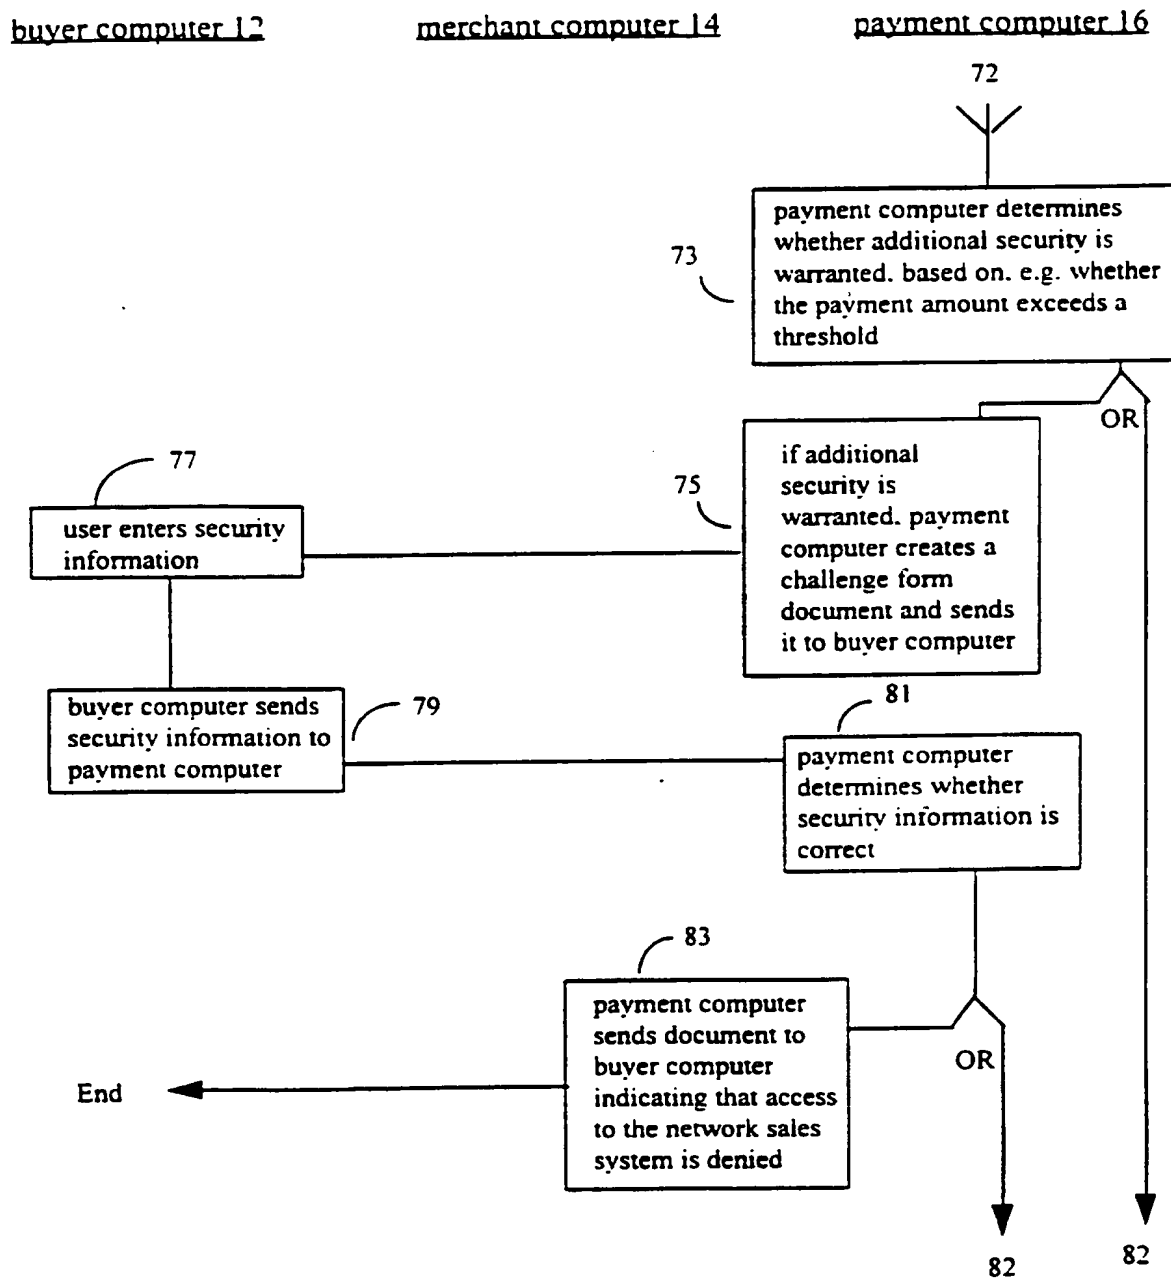 buyer computer 12
merchant computer 14
payment computer 16
72
payment computer determines
whether additional security is
warranted. based on. e.g. whether
the payment amount exceeds a
threshold
73
OR
if additional
security is
warranted. payment
computer creates a
challenge form
document and sends
it to buyer computer
75
77
user enters security
information
buyer computer sends
security information to
payment computer
79
81
payment computer
determines whether
security information is
correct
83
payment computer
sends document to
buyer computer
indicating that access
to the network sales
system is denied
OR
End
82
82